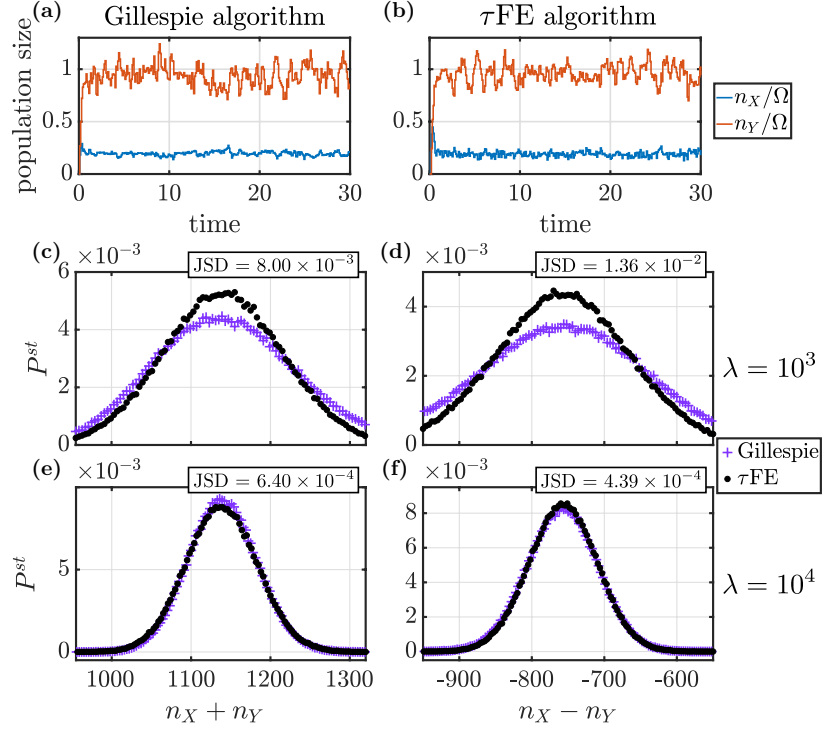 Gillespie algorithm
τFE algorithm
(a)
(b)
population size
1
0.5
0
0
10
20
30
time
1
0.5
0
0
10
20
30
time
n_X/Ω
n_Y/Ω
(c)
×10⁻³
JSD = 8.00 × 10⁻³
6
4
2
0
P^{st}
(d)
×10⁻³
JSD = 1.36 × 10⁻²
4
2
0
λ = 10³
Gillespie
τFE
(e)
×10⁻³
JSD = 6.40 × 10⁻⁴
5
0
P^{st}
1000
1100
1200
1300
n_X + n_Y
(f)
×10⁻³
JSD = 4.39 × 10⁻⁴
8
6
4
2
0
-900
-800
-700
-600
n_X − n_Y
λ = 10⁴